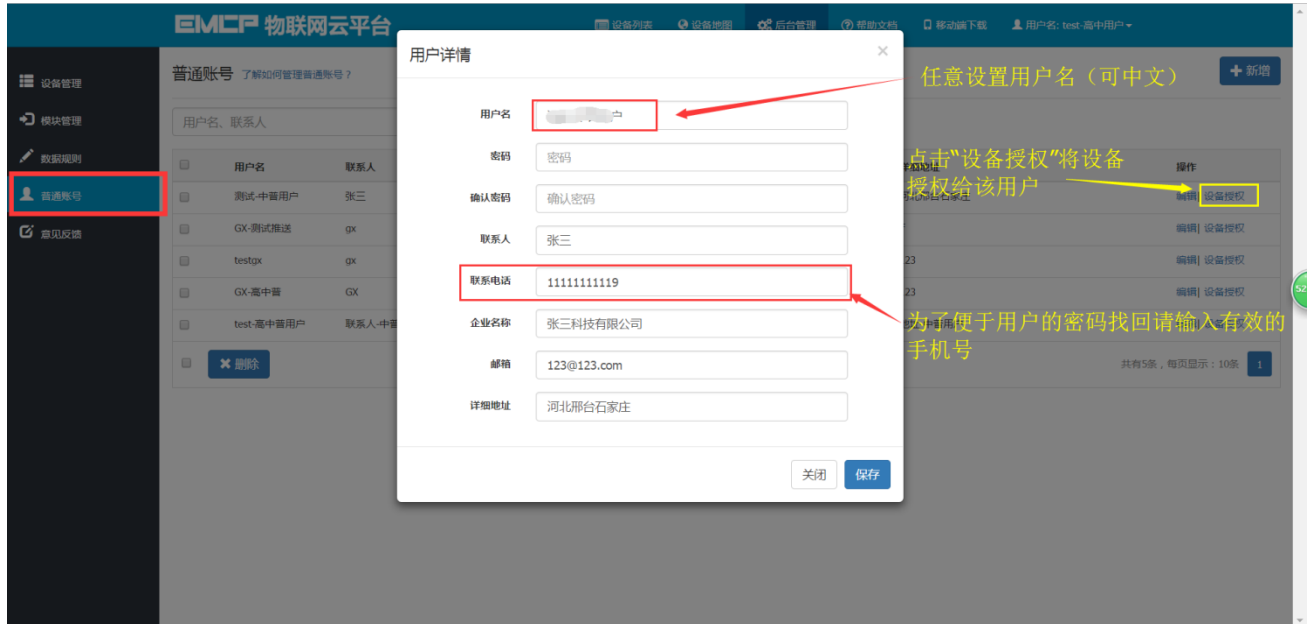 EMCP 物联网云平台
设备列表
设备地图
后台管理
帮助文档
移动端下载
用户名: test-高中用户
设备管理
模块管理
数据规则
普通账号
意见反馈
普通账号 了解如何管理普通账号？
新增
用户名、联系人
用户名 联系人 操作
测试-中普用户 张三 编辑| 设备授权
GX-测试推送 gx 编辑| 设备授权
testgx gx 23 编辑| 设备授权
GX-高中普 GX 23 编辑| 设备授权
test-高中普用户 联系人-中普
删除
共有5条，每页显示：10条 1
用户详情 ×
用户名
密码 密码
确认密码 确认密码
联系人 张三
联系电话 11111111119
企业名称 张三科技有限公司
邮箱 123@123.com
详细地址 河北邢台石家庄
关闭 保存
任意设置用户名（可中文）
点击“设备授权”将设备
授权给该用户
为了便于用户的密码找回请输入有效的
手机号
52